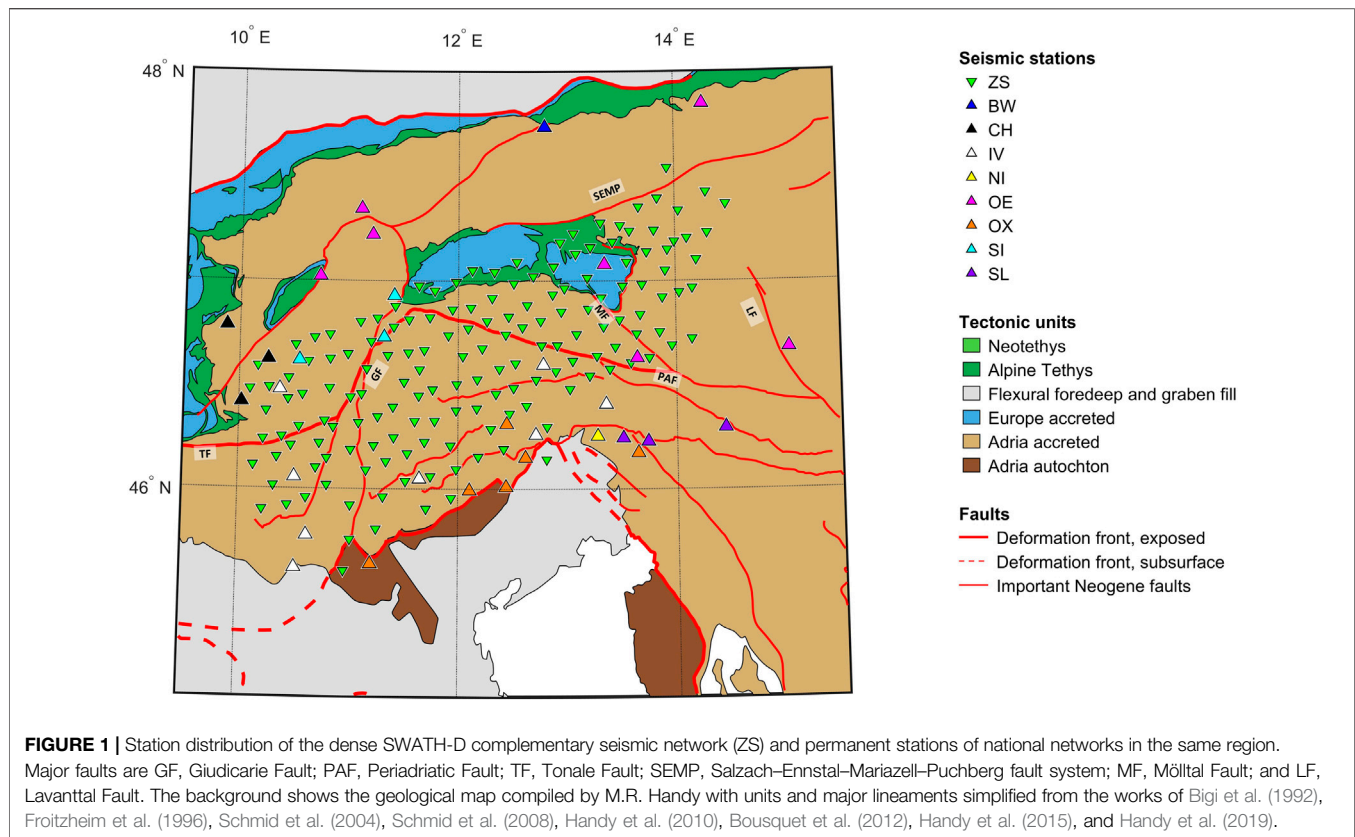 10° E
12° E
14° E
48° N
46° N
SEMP
MF
LF
GF
PAF
TF
Seismic stations
ZS
BW
CH
IV
NI
OE
OX
SI
SL
Tectonic units
Neotethys
Alpine Tethys
Flexural foredeep and graben fill
Europe accreted
Adria accreted
Adria autochton
Faults
Deformation front, exposed
Deformation front, subsurface
Important Neogene faults
FIGURE 1 | Station distribution of the dense SWATH-D complementary seismic network (ZS) and permanent stations of national networks in the same region.
Major faults are GF, Giudicarie Fault; PAF, Periadriatic Fault; TF, Tonale Fault; SEMP, Salzach–Ennstal–Mariazell–Puchberg fault system; MF, Mölltal Fault; and LF,
Lavanttal Fault. The background shows the geological map compiled by M.R. Handy with units and major lineaments simplified from the works of Bigi et al. (1992),
Froitzheim et al. (1996), Schmid et al. (2004), Schmid et al. (2008), Handy et al. (2010), Bousquet et al. (2012), Handy et al. (2015), and Handy et al. (2019).